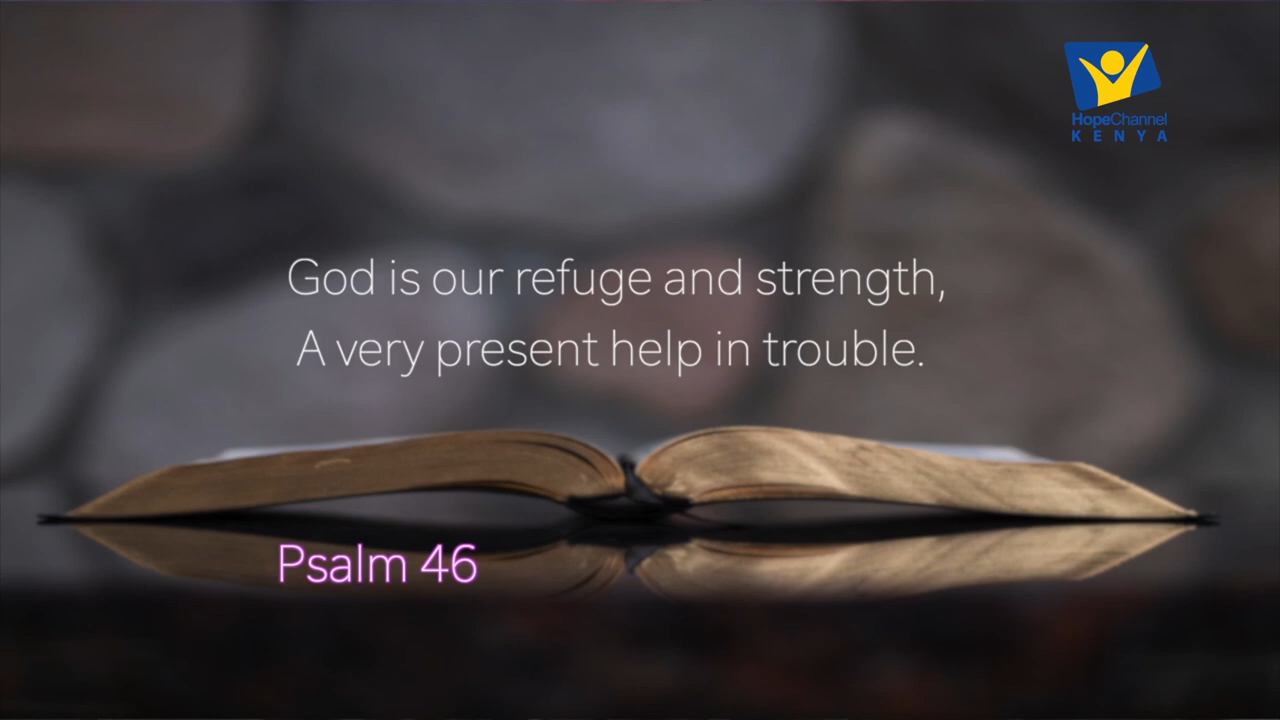 HopeChannel
KENYA
God is our refuge and strength,
A very present help in trouble.
Psalm 46